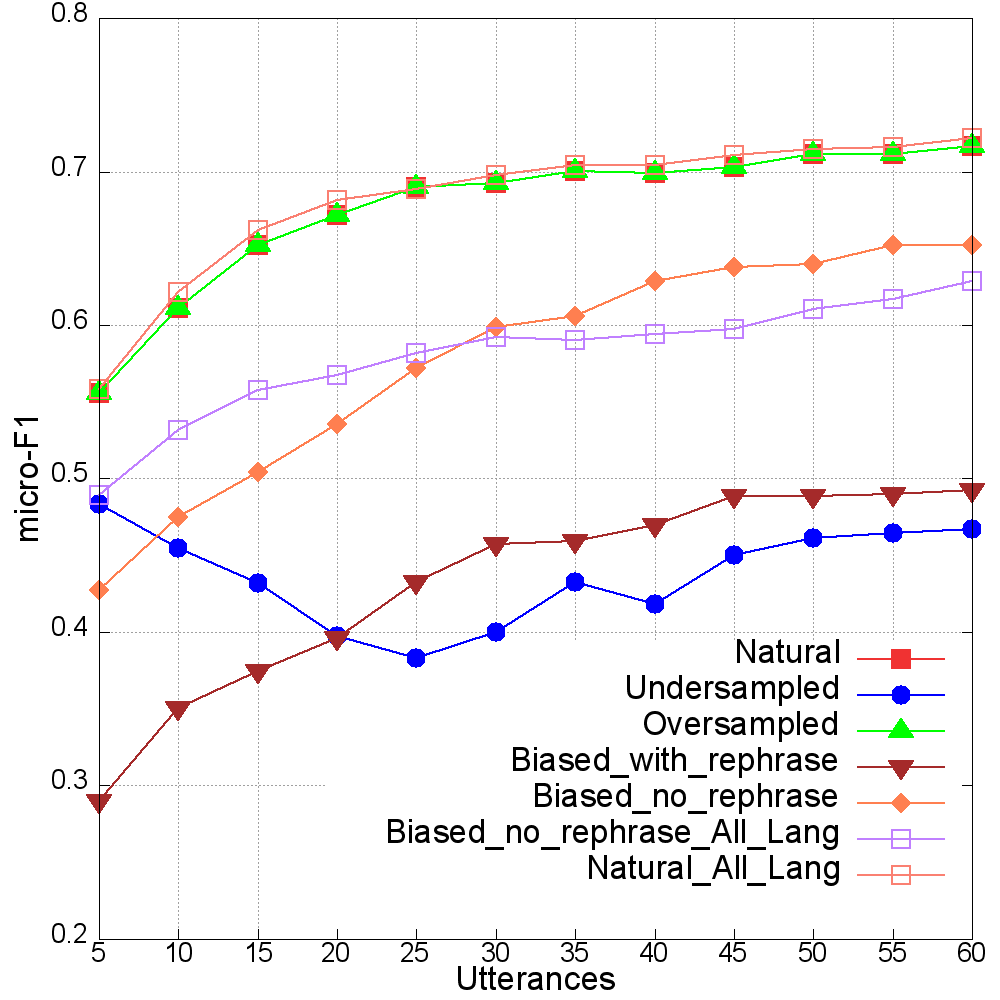 0.8
0.7
0.6
0.5
0.4
0.3
0.2
micro-F1
Natural
Undersampled
Oversampled
Biased_with_rephrase
Biased_no_rephrase
Biased_no_rephrase_All_Lang
Natural_All_Lang
5 10 15 20 25 30 35 40 45 50 55 60
Utterances